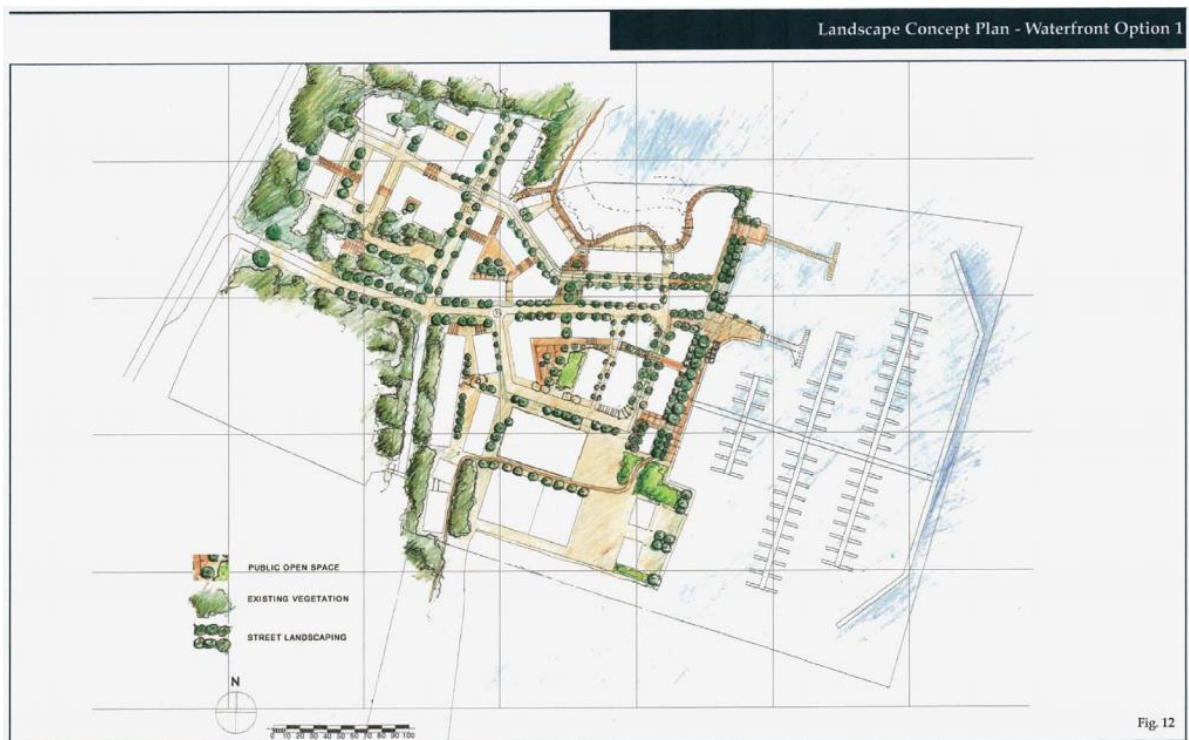 Landscape Concept Plan - Waterfront Option 1
PUBLIC OPEN SPACE
EXISTING VEGETATION
STREET LANDSCAPING
N
0 10 20 30 40 50 60 70 80 90 100
Fig. 12